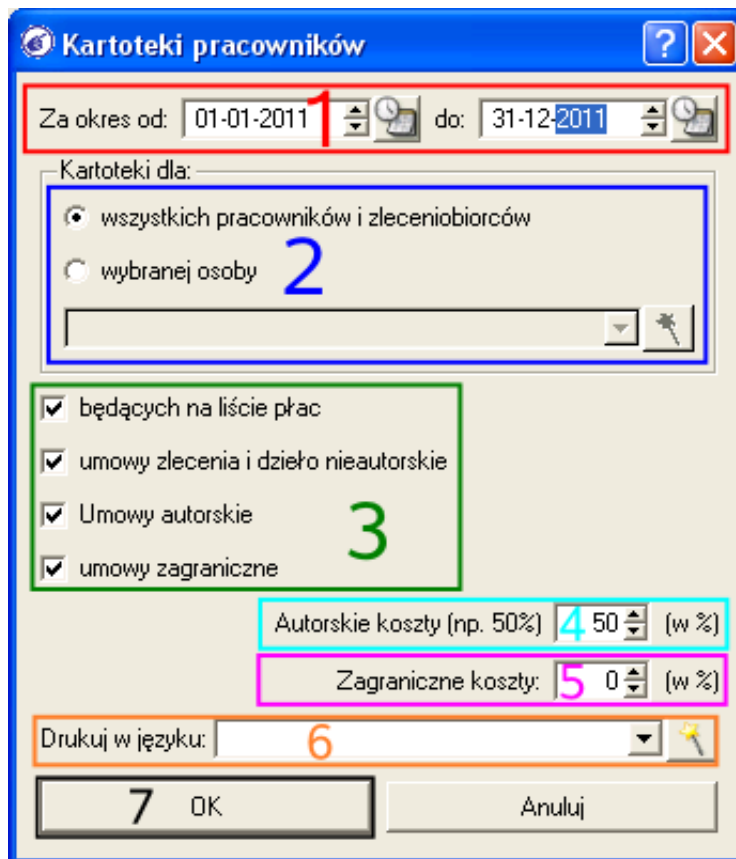 Kartoteki pracowników ?
Za okres od: 01-01-2011 1 do: 31-12-2011
Kartoteki dla:
wszystkich pracowników i zleceniobiorców
wybranej osoby 2
będących na liście płac
umowy zlecenia i dzieło nieautorskie
Umowy autorskie 3
umowy zagraniczne
Autorskie koszty (np. 50%) 4 50 (w %)
Zagraniczne koszty: 5 0 (w %)
Drukuj w języku: 6
7 OK Anuluj